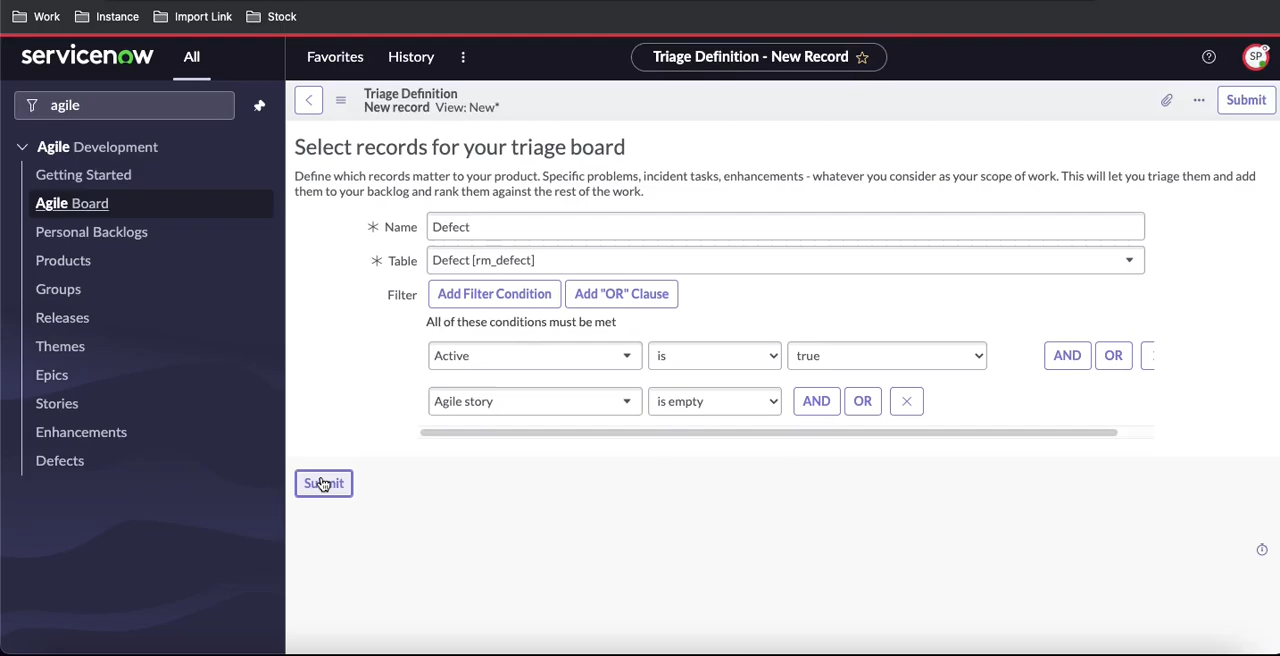 Work Instance Import Link Stock
servicenow All Favorites History Triage Definition - New Record SP
agile
Triage Definition
New record View: New*
Submit
Agile Development
Getting Started
Agile Board
Personal Backlogs
Products
Groups
Releases
Themes
Epics
Stories
Enhancements
Defects
Select records for your triage board
Define which records matter to your product. Specific problems, incident tasks, enhancements - whatever you consider as your scope of work. This will let you triage them and add
them to your backlog and rank them against the rest of the work.
Name Defect
Table Defect [rm_defect]
Filter Add Filter Condition Add "OR" Clause
All of these conditions must be met
Active is true AND OR
Agile story is empty AND OR
Submit